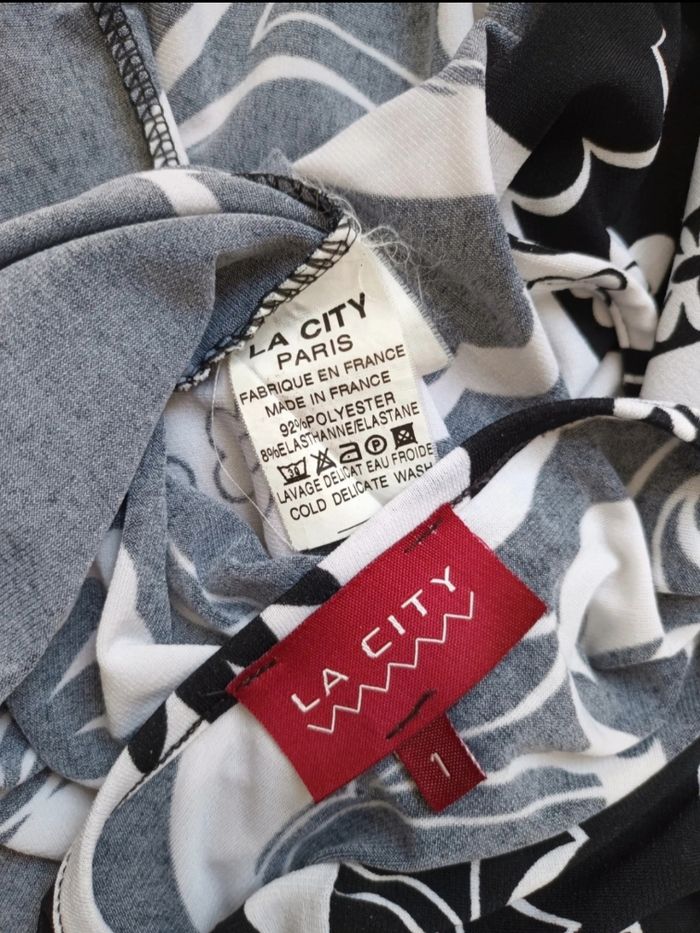 LA CITY
PARIS
FABRIQUE EN FRANCE
MADE IN FRANCE
92%POLYESTER
8%ELASTHANNE/ELASTANE
30 A P
LAVAGE DELICAT EAU FROIDE
COLD DELICATE WASH
LA CITY
1